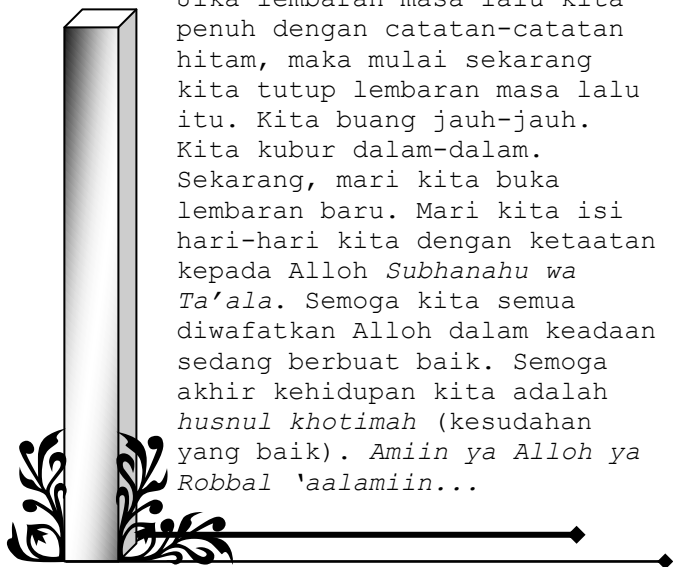 Jika lembaran masa lalu kita
penuh dengan catatan-catatan
hitam, maka mulai sekarang
kita tutup lembaran masa lalu
itu. Kita buang jauh-jauh.
Kita kubur dalam-dalam.
Sekarang, mari kita buka
lembaran baru. Mari kita isi
hari-hari kita dengan ketaatan
kepada Alloh Subhanahu wa
Ta’ala. Semoga kita semua
diwafatkan Alloh dalam keadaan
sedang berbuat baik. Semoga
akhir kehidupan kita adalah
husnul khotimah (kesudahan
yang baik). Amiin ya Alloh ya
Robbal ‘aalamiin...